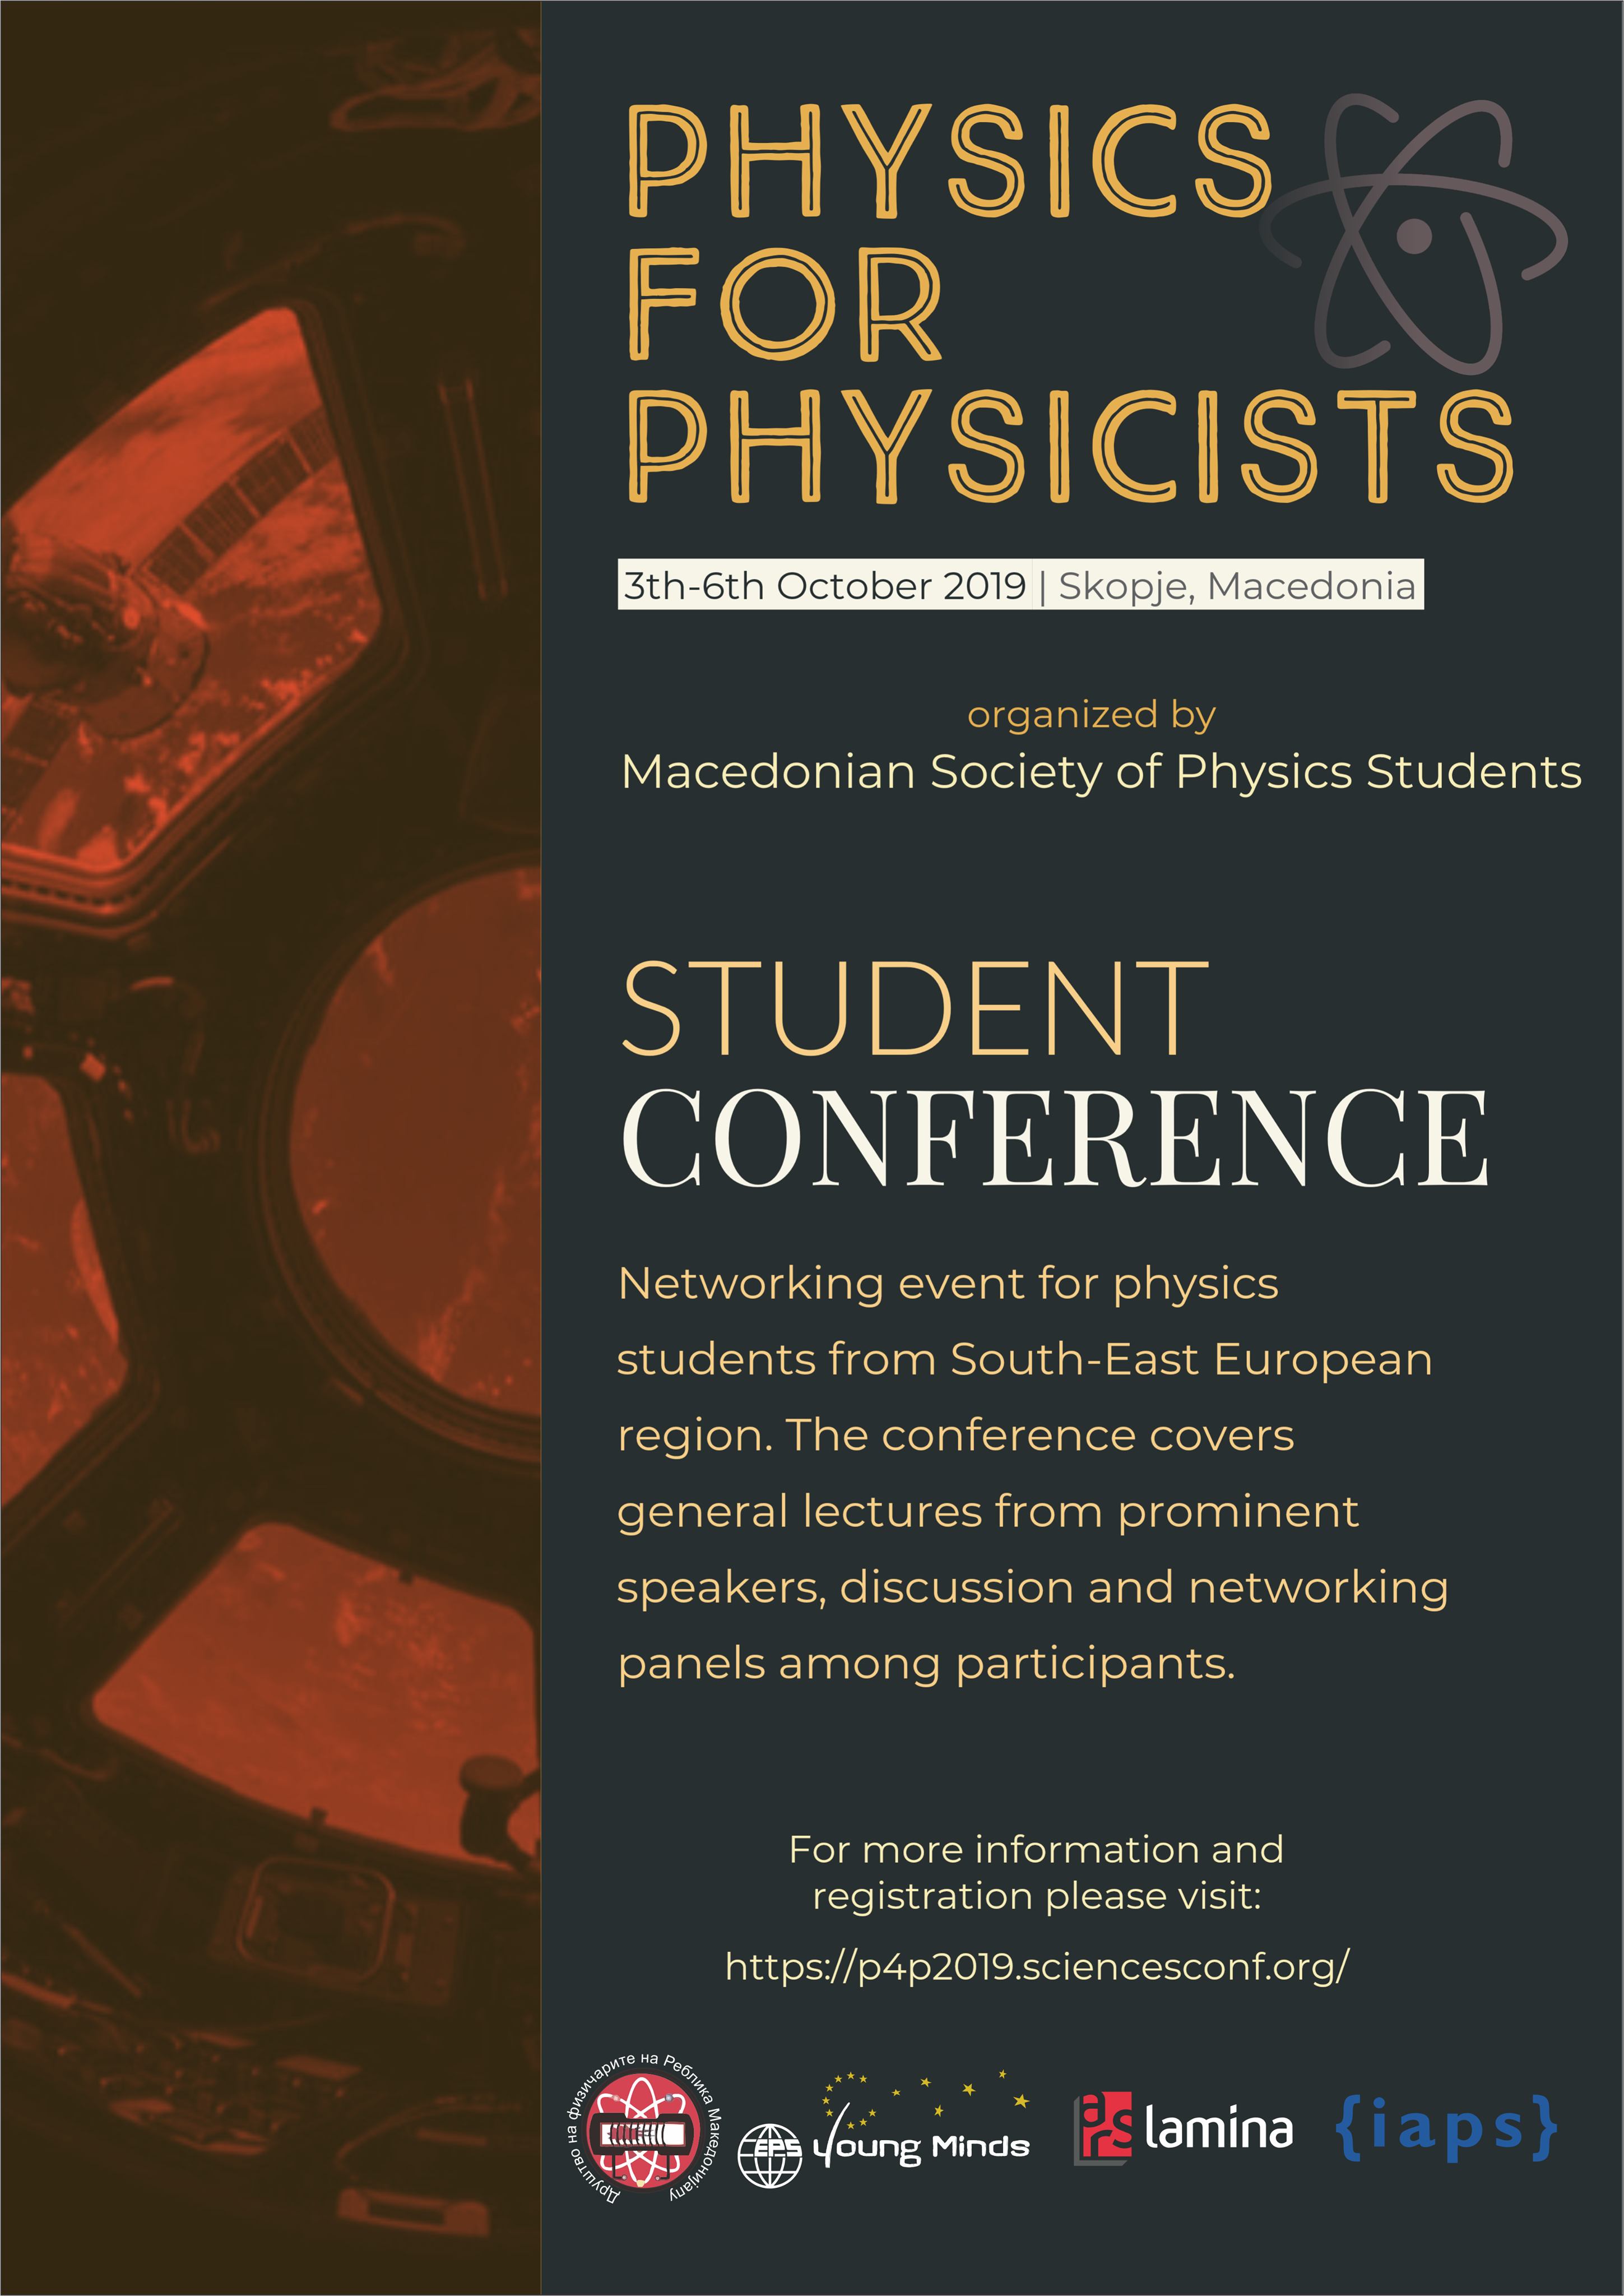 PHYSICS
FOR
PHYSICISTS
3th-6th October 2019 | Skopje, Macedonia
organized by
Macedonian Society of Physics Students
STUDENT
CONFERENCE
Networking event for physics
students from South-East European
region. The conference covers
general lectures from prominent
speakers, discussion and networking
panels among participants.
For more information and
registration please visit:
https://p4p2019.sciencesconf.org/
Друштво на физичарите на Реблика Македонијапу
EPS Young Minds
aps lamina
{iaps}